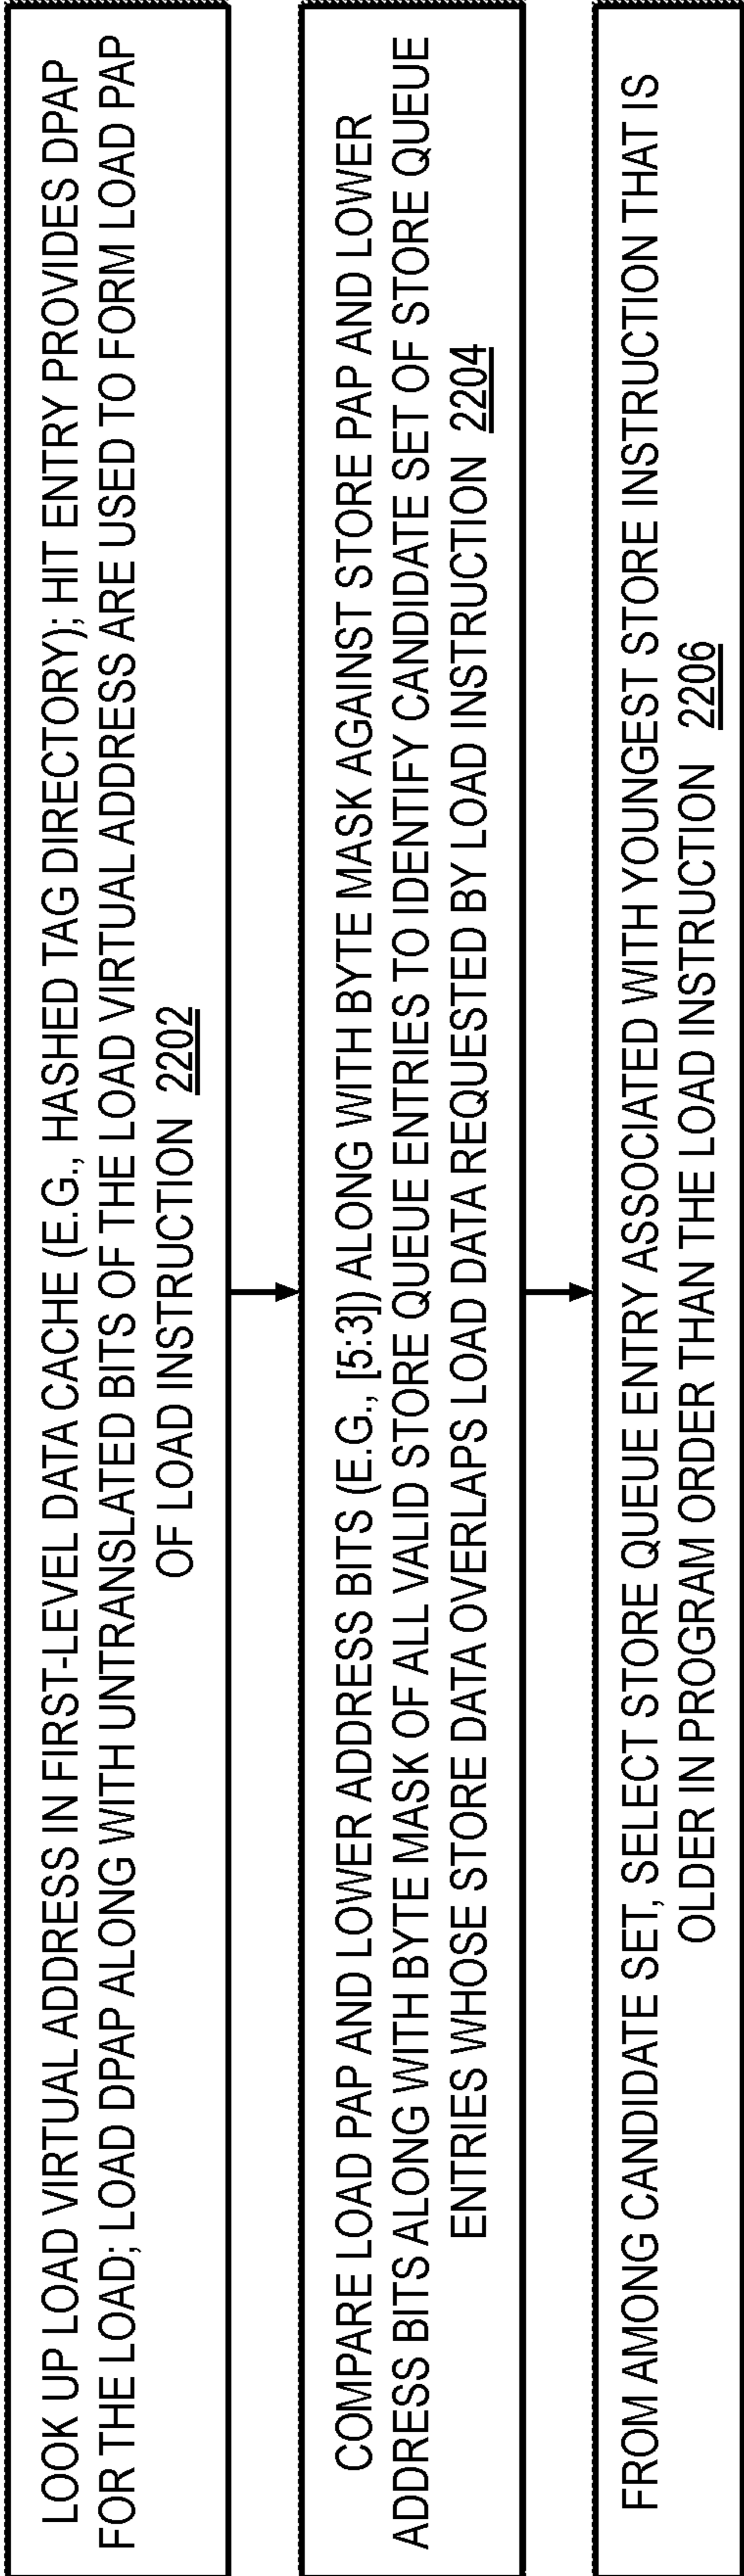 LOOK UP LOAD VIRTUAL ADDRESS IN FIRST-LEVEL DATA CACHE (E.G., HASHED TAG DIRECTORY); HIT ENTRY PROVIDES DPAP
FOR THE LOAD; LOAD DPAP ALONG WITH UNTRANSLATED BITS OF THE LOAD VIRTUAL ADDRESS ARE USED TO FORM LOAD PAP
OF LOAD INSTRUCTION 2202
COMPARE LOAD PAP AND LOWER ADDRESS BITS (E.G., [5:3]) ALONG WITH BYTE MASK AGAINST STORE PAP AND LOWER
ADDRESS BITS ALONG WITH BYTE MASK OF ALL VALID STORE QUEUE ENTRIES TO IDENTIFY CANDIDATE SET OF STORE QUEUE
ENTRIES WHOSE STORE DATA OVERLAPS LOAD DATA REQUESTED BY LOAD INSTRUCTION 2204
FROM AMONG CANDIDATE SET, SELECT STORE QUEUE ENTRY ASSOCIATED WITH YOUNGEST STORE INSTRUCTION THAT IS
OLDER IN PROGRAM ORDER THAN THE LOAD INSTRUCTION 2206